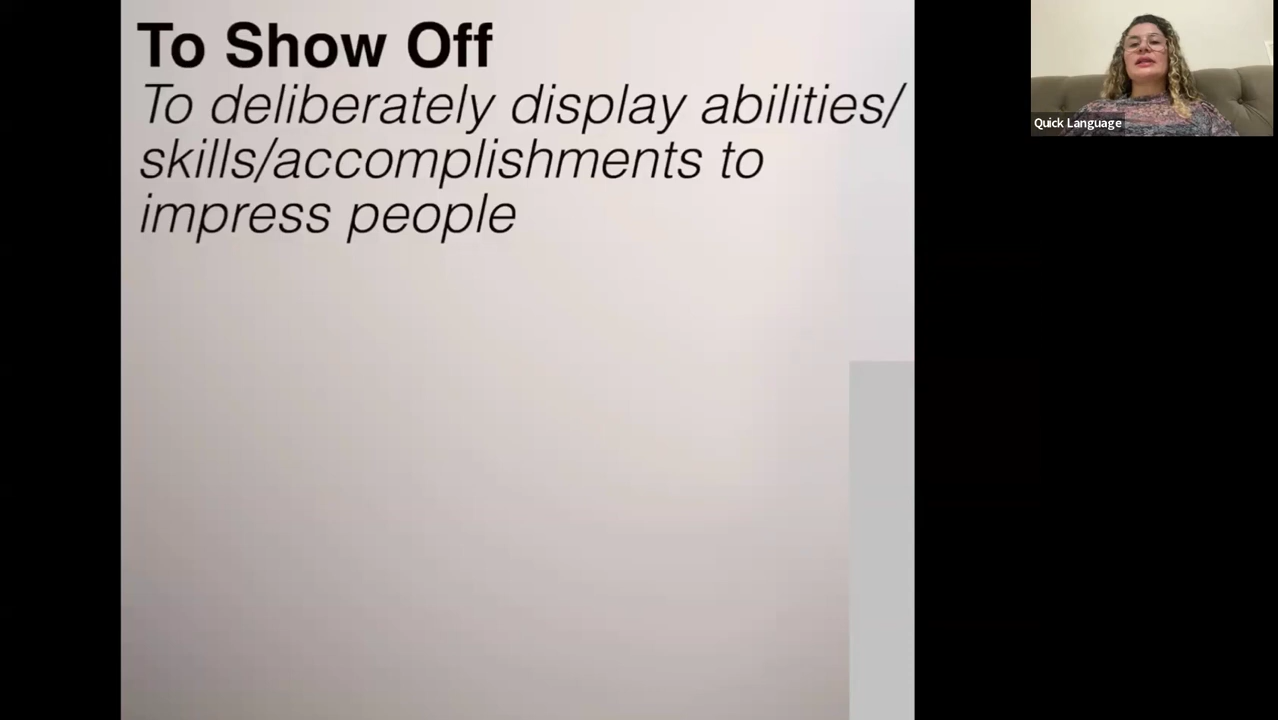 To Show Off
To deliberately display abilities/
skills/accomplishments to
impress people
Quick Language